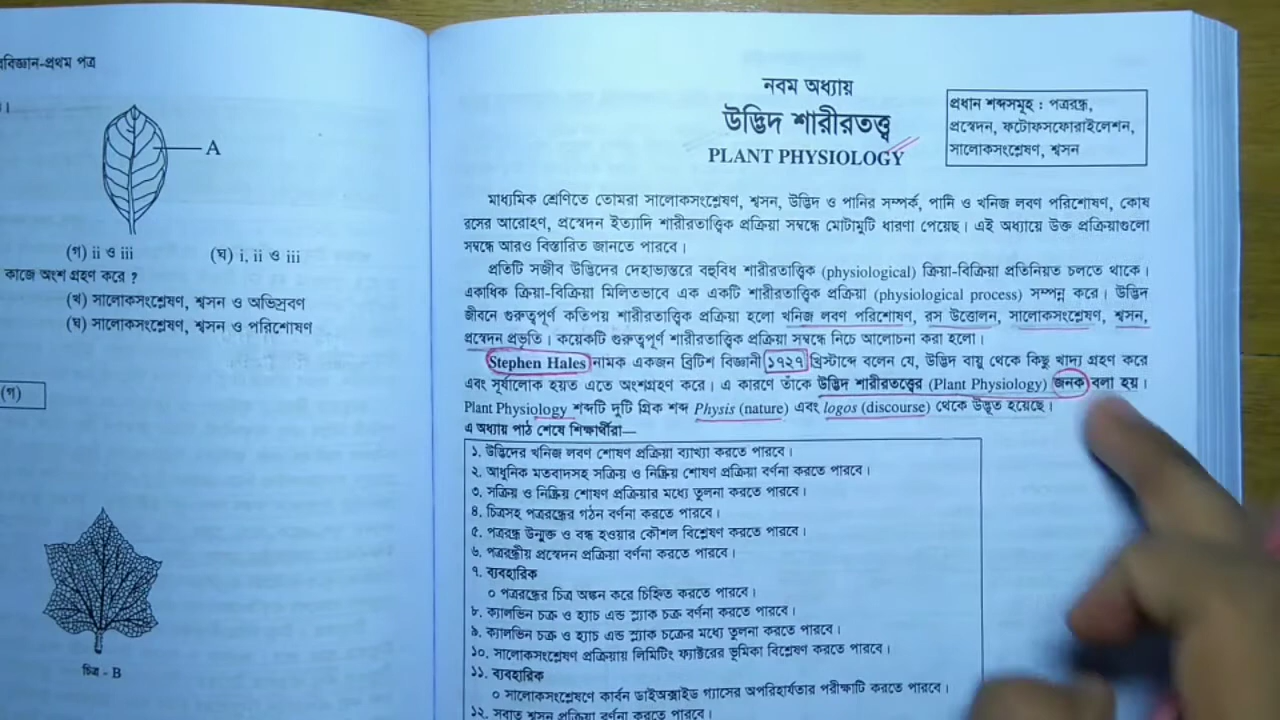 প্রথম পত্র
A
(গ) ii ও iii
(ঘ) i, ii ও iii
কাজে অংশ গ্রহণ করে ?
(খ) সালোকসংশ্লেষণ, শ্বসন ও অভিস্রবণ
(ঘ) সালোকসংশ্লেষণ, শ্বসন ও পরিশোষণ
(গ)
চিত্র - B
নবম অধ্যায়
উদ্ভিদ শারীরতত্ত্ব
PLANT PHYSIOLOGY
প্রধান শব্দসমূহ : পত্ররন্ধ্র,
প্রস্বেদন, ফটোফসফোরাইলেশন,
সালোকসংশ্লেষণ, শ্বসন
মাধ্যমিক শ্রেণিতে তোমরা সালোকসংশ্লেষণ, শ্বসন, উদ্ভিদ ও পানির সম্পর্ক, পানি ও খনিজ লবণ পরিশোষণ, কোষ
রসের আরোহণ, প্রস্বেদন ইত্যাদি শারীরতাত্ত্বিক প্রক্রিয়া সম্বন্ধে মোটামুটি ধারণা পেয়েছ। এই অধ্যায়ে উক্ত প্রক্রিয়াগুলো
সম্বন্ধে আরও বিস্তারিত জানতে পারবে।
প্রতিটি সজীব উদ্ভিদের দেহাভ্যন্তরে বহুবিধ শারীরতাত্ত্বিক (physiological) ক্রিয়া-বিক্রিয়া প্রতিনিয়ত চলতে থাকে।
একাধিক ক্রিয়া-বিক্রিয়া মিলিতভাবে এক একটি শারীরতাত্ত্বিক প্রক্রিয়া (physiological process) সম্পন্ন করে। উদ্ভিদ
জীবনে গুরুত্বপূর্ণ কতিপয় শারীরতাত্ত্বিক প্রক্রিয়া হলো খনিজ লবণ পরিশোষণ, রস উত্তোলন, সালোকসংশ্লেষণ, শ্বসন,
প্রস্বেদন প্রভৃতি। কয়েকটি গুরুত্বপূর্ণ শারীরতাত্ত্বিক প্রক্রিয়া সম্বন্ধে নিচে আলোচনা করা হলো।
Stephen Hales নামক একজন ব্রিটিশ বিজ্ঞানী ১৭২৭ খ্রিস্টাব্দে বলেন যে, উদ্ভিদ বায়ু থেকে কিছু খাদ্য গ্রহণ করে
এবং সূর্যালোক হয়ত এতে অংশগ্রহণ করে। এ কারণে তাঁকে উদ্ভিদ শারীরতত্ত্বের (Plant Physiology) জনক বলা হয়।
Plant Physiology শব্দটি দুটি গ্রিক শব্দ Physis (nature) এবং logos (discourse) থেকে উদ্ভূত হয়েছে।
এ অধ্যায় পাঠ শেষে শিক্ষার্থীরা—
১. উদ্ভিদের খনিজ লবণ শোষণ প্রক্রিয়া ব্যাখ্যা করতে পারবে।
২. আধুনিক মতবাদসহ সক্রিয় ও নিষ্ক্রিয় শোষণ প্রক্রিয়া বর্ণনা করতে পারবে।
৩. সক্রিয় ও নিষ্ক্রিয় শোষণ প্রক্রিয়ার মধ্যে তুলনা করতে পারবে।
৪. চিত্রসহ পত্ররন্ধ্রের গঠন বর্ণনা করতে পারবে।
৫. পত্ররন্ধ্র উন্মুক্ত ও বন্ধ হওয়ার কৌশল বিশ্লেষণ করতে পারবে।
৬. পত্ররন্ধ্রীয় প্রস্বেদন প্রক্রিয়া বর্ণনা করতে পারবে।
৭. ব্যবহারিক
০ পত্ররন্ধ্রের চিত্র অঙ্কন করে চিহ্নিত করতে পারবে।
৮. ক্যালভিন চক্র ও হ্যাচ এন্ড স্ল্যাক চক্র বর্ণনা করতে পারবে।
৯. ক্যালভিন চক্র ও হ্যাচ এন্ড স্ল্যাক চক্রের মধ্যে তুলনা করতে পারবে।
১০. সালোকসংশ্লেষণ প্রক্রিয়ায় লিমিটিং ফ্যাক্টরের ভূমিকা বিশ্লেষণ করতে পারবে।
১১. ব্যবহারিক
০ সালোকসংশ্লেষণে কার্বন ডাইঅক্সাইড গ্যাসের অপরিহার্যতার পরীক্ষাটি করতে পারবে।
১২. সবাত শ্বসন প্রক্রিয়া বর্ণনা করতে পারবে।